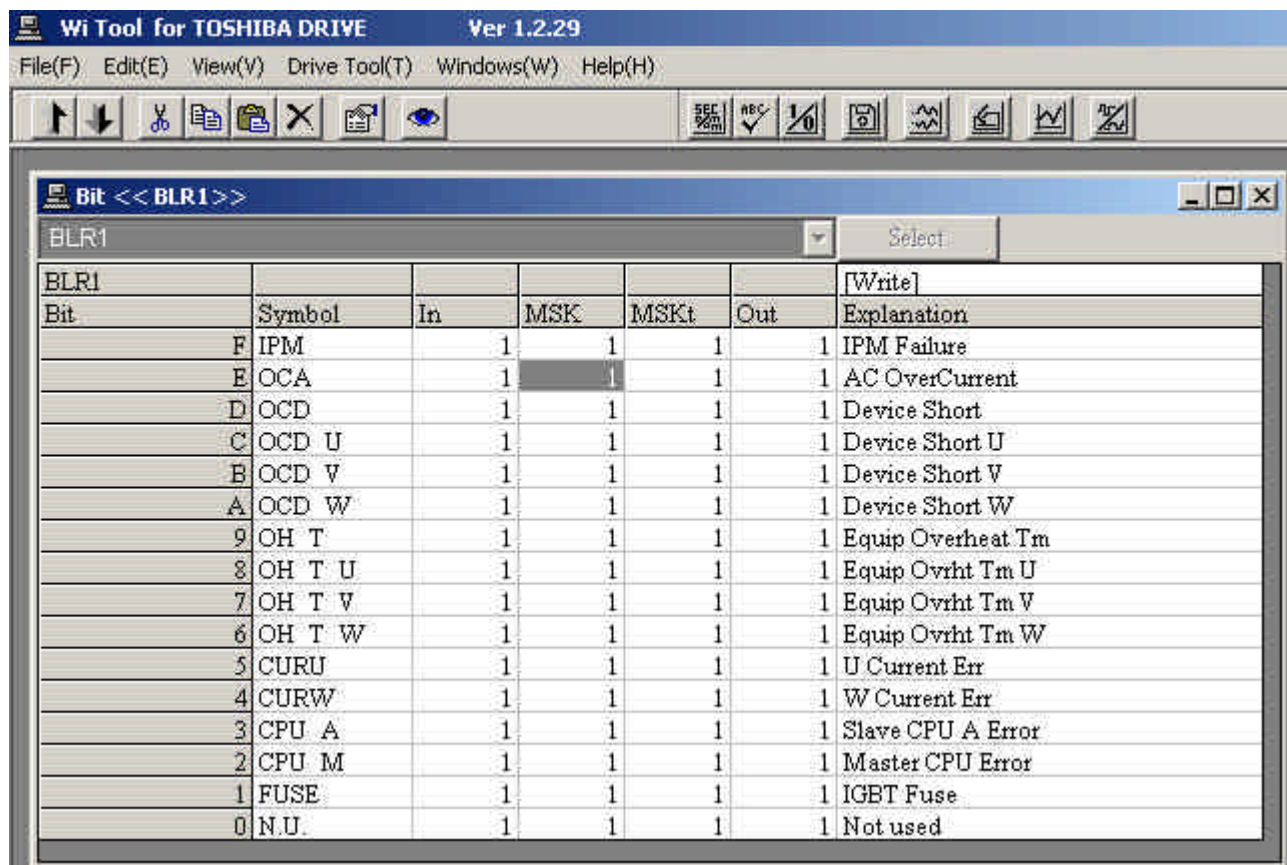 Wi Tool for TOSHIBA DRIVE Ver 1.2.29
File(F) Edit(E) View(V) Drive Tool(T) Windows(W) Help(H)
SEC %m ABC 1/0
Bit << BLR1>>
BLR1 Select
BLR1 [Write]
Bit Symbol In MSK MSKt Out Explanation
F IPM 1 1 1 1 IPM Failure
E OCA 1 1 1 1 AC OverCurrent
D OCD 1 1 1 1 Device Short
C OCD U 1 1 1 1 Device Short U
B OCD V 1 1 1 1 Device Short V
A OCD W 1 1 1 1 Device Short W
9 OH T 1 1 1 1 Equip Overheat Tm
8 OH T U 1 1 1 1 Equip Ovrht Tm U
7 OH T V 1 1 1 1 Equip Ovrht Tm V
6 OH T W 1 1 1 1 Equip Ovrht Tm W
5 CURU 1 1 1 1 U Current Err
4 CURW 1 1 1 1 W Current Err
3 CPU A 1 1 1 1 Slave CPU A Error
2 CPU M 1 1 1 1 Master CPU Error
1 FUSE 1 1 1 1 IGBT Fuse
0 N.U. 1 1 1 1 Not used